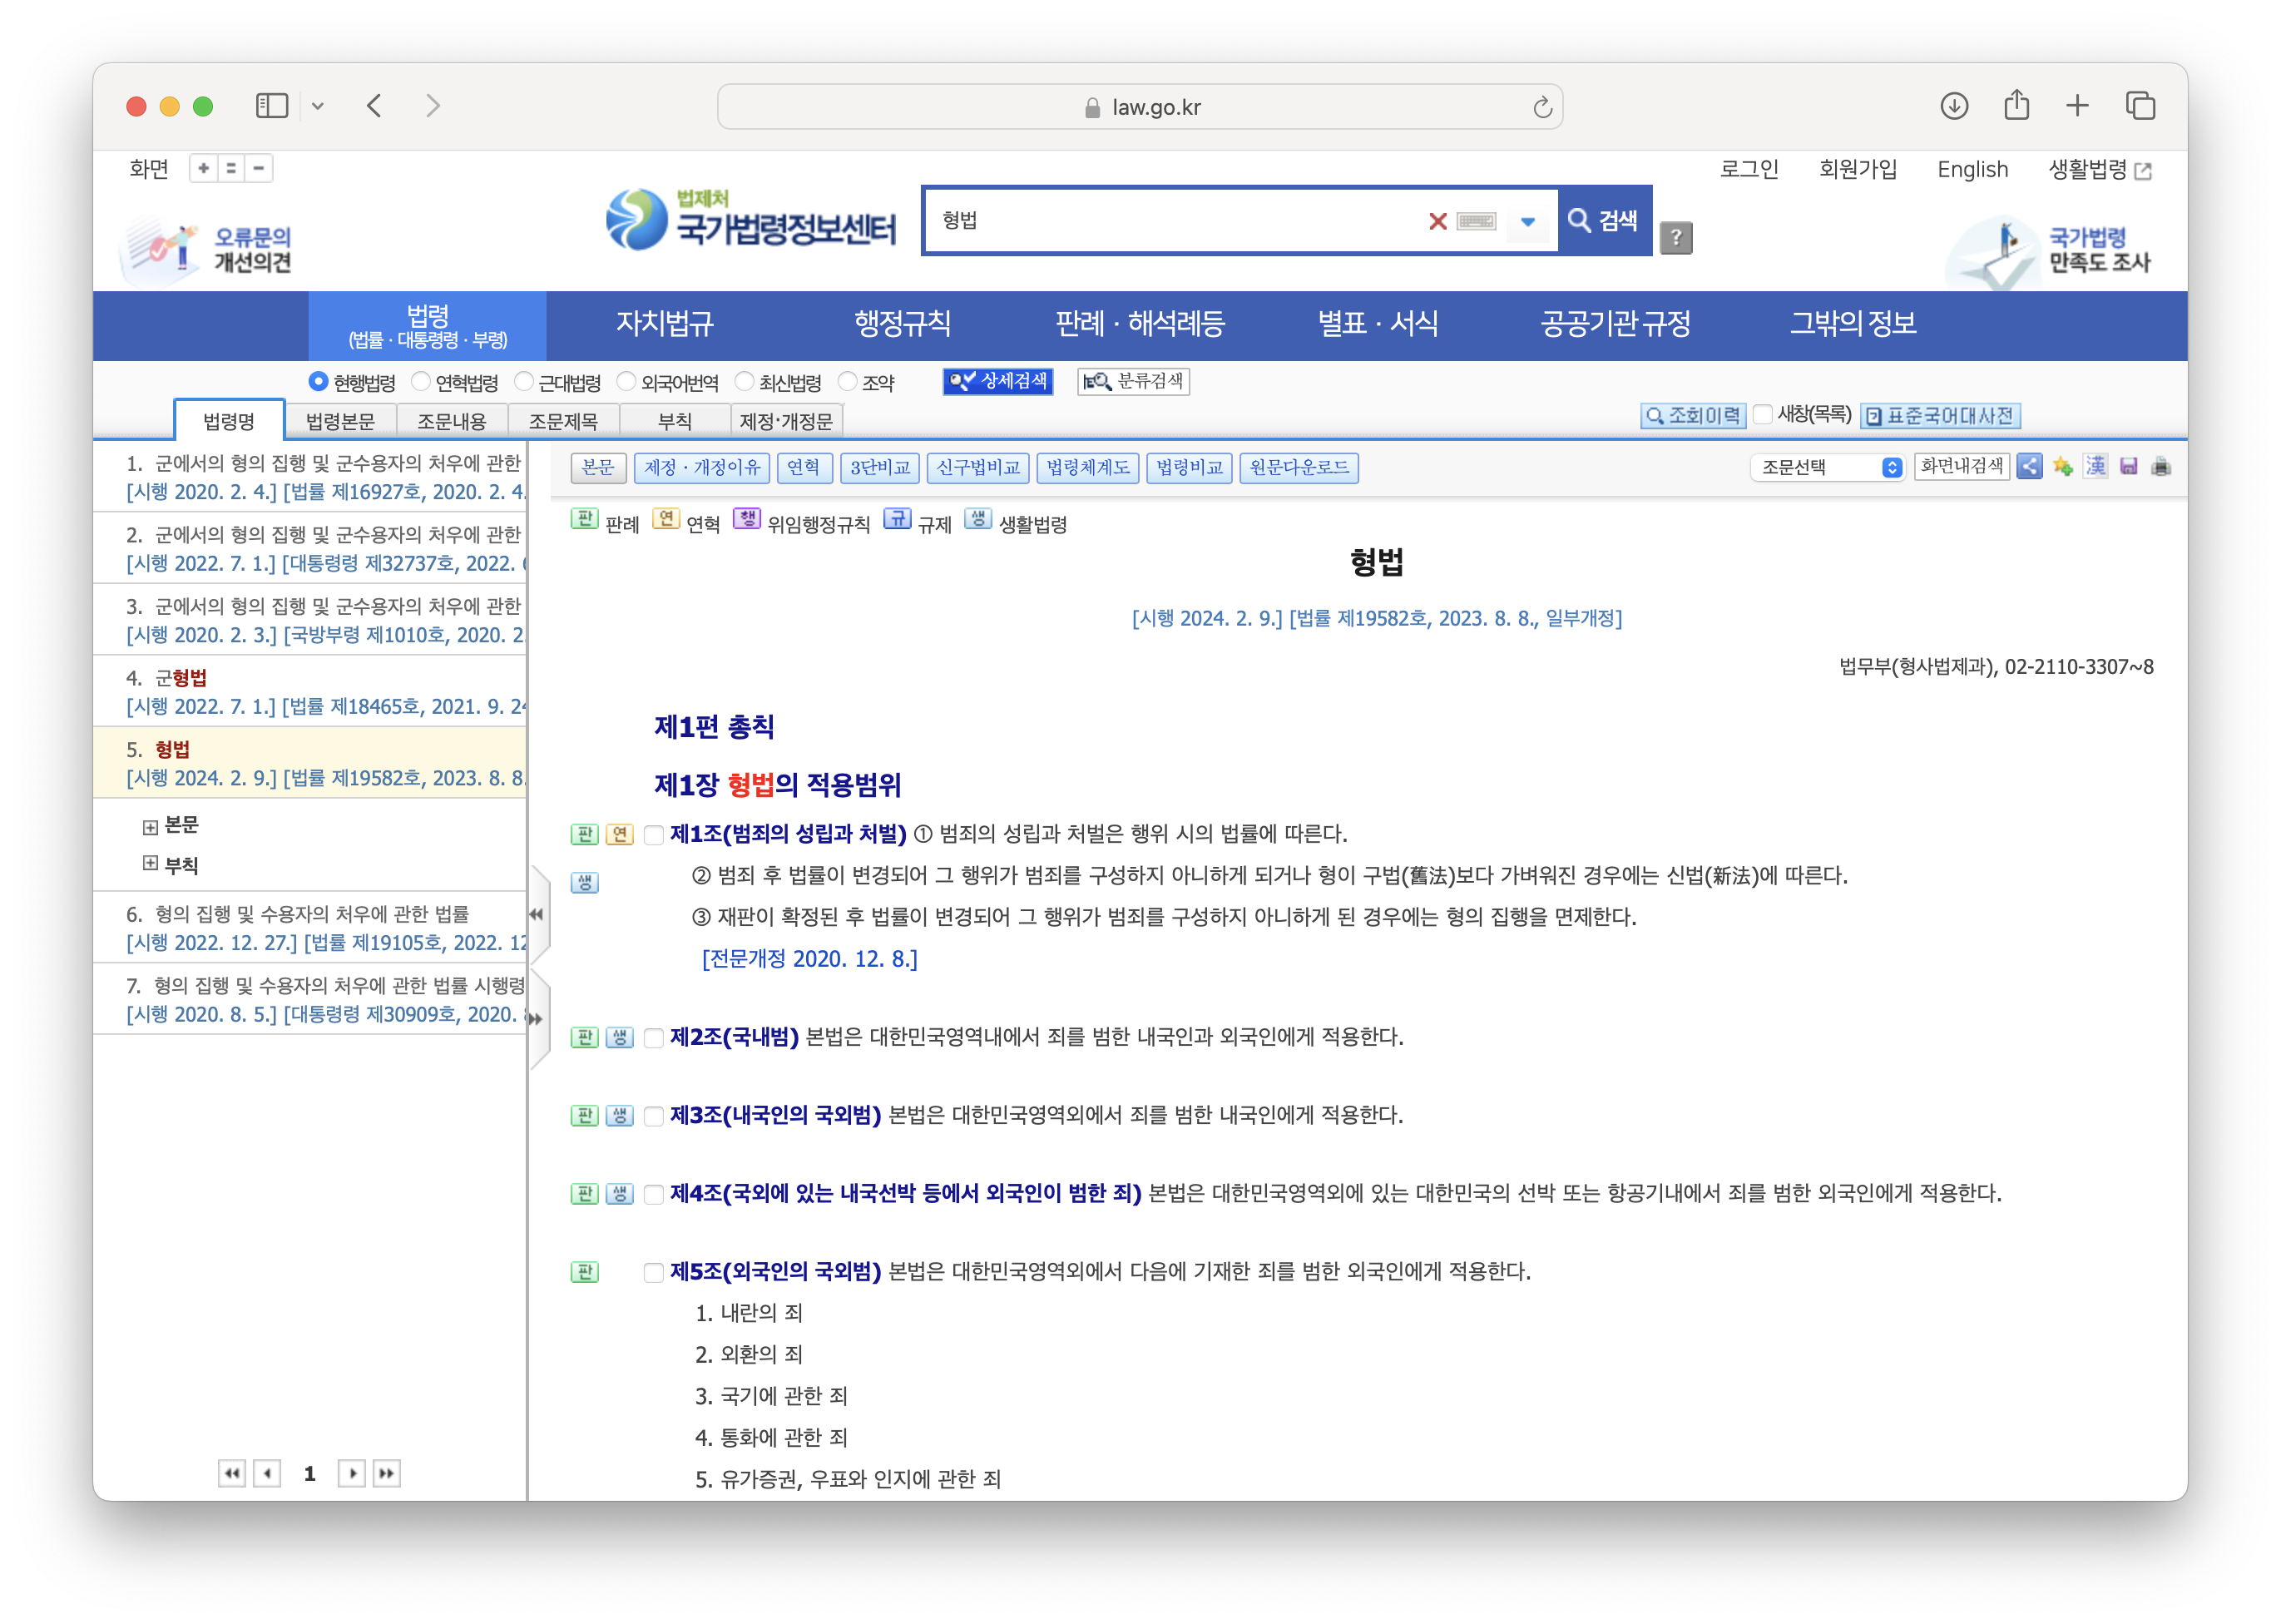 law.go.kr
화면
로그인 회원가입 English 생활법령
오류문의
개선의견
법제처
국가법령정보센터
형법
검색
?
국가법령
만족도 조사
법령
(법률 · 대통령령 · 부령)
자치법규 행정규칙 판례 · 해석례등 별표 · 서식 공공기관 규정 그밖의 정보
현행법령 연혁법령 근대법령 외국어번역 최신법령 조약 상세검색 분류검색
법령명 법령본문 조문내용 조문제목 부칙 제정·개정문
조회이력 새창(목록) 표준국어대사전
1. 군에서의 형의 집행 및 군수용자의 처우에 관한
[시행 2020. 2. 4.] [법률 제16927호, 2020. 2. 4.
2. 군에서의 형의 집행 및 군수용자의 처우에 관한
[시행 2022. 7. 1.] [대통령령 제32737호, 2022. 6
3. 군에서의 형의 집행 및 군수용자의 처우에 관한
[시행 2020. 2. 3.] [국방부령 제1010호, 2020. 2.
4. 군형법
[시행 2022. 7. 1.] [법률 제18465호, 2021. 9. 24
5. 형법
[시행 2024. 2. 9.] [법률 제19582호, 2023. 8. 8.
본문
부칙
6. 형의 집행 및 수용자의 처우에 관한 법률
[시행 2022. 12. 27.] [법률 제19105호, 2022. 12
7. 형의 집행 및 수용자의 처우에 관한 법률 시행령
[시행 2020. 8. 5.] [대통령령 제30909호, 2020. 8
1
본문 제정 · 개정이유 연혁 3단비교 신구법비교 법령체계도 법령비교 원문다운로드
조문선택 화면내검색 漢
판 판례 연 연혁 행 위임행정규칙 규 규제 생 생활법령
형법
[시행 2024. 2. 9.] [법률 제19582호, 2023. 8. 8., 일부개정]
법무부(형사법제과), 02-2110-3307~8
제1편 총칙
제1장 형법의 적용범위
판 연 제1조(범죄의 성립과 처벌) ① 범죄의 성립과 처벌은 행위 시의 법률에 따른다.
생 ② 범죄 후 법률이 변경되어 그 행위가 범죄를 구성하지 아니하게 되거나 형이 구법(舊法)보다 가벼워진 경우에는 신법(新法)에 따른다.
③ 재판이 확정된 후 법률이 변경되어 그 행위가 범죄를 구성하지 아니하게 된 경우에는 형의 집행을 면제한다.
[전문개정 2020. 12. 8.]
판 생 제2조(국내범) 본법은 대한민국영역내에서 죄를 범한 내국인과 외국인에게 적용한다.
판 생 제3조(내국인의 국외범) 본법은 대한민국영역외에서 죄를 범한 내국인에게 적용한다.
판 생 제4조(국외에 있는 내국선박 등에서 외국인이 범한 죄) 본법은 대한민국영역외에 있는 대한민국의 선박 또는 항공기내에서 죄를 범한 외국인에게 적용한다.
판 제5조(외국인의 국외범) 본법은 대한민국영역외에서 다음에 기재한 죄를 범한 외국인에게 적용한다.
1. 내란의 죄
2. 외환의 죄
3. 국기에 관한 죄
4. 통화에 관한 죄
5. 유가증권, 우표와 인지에 관한 죄